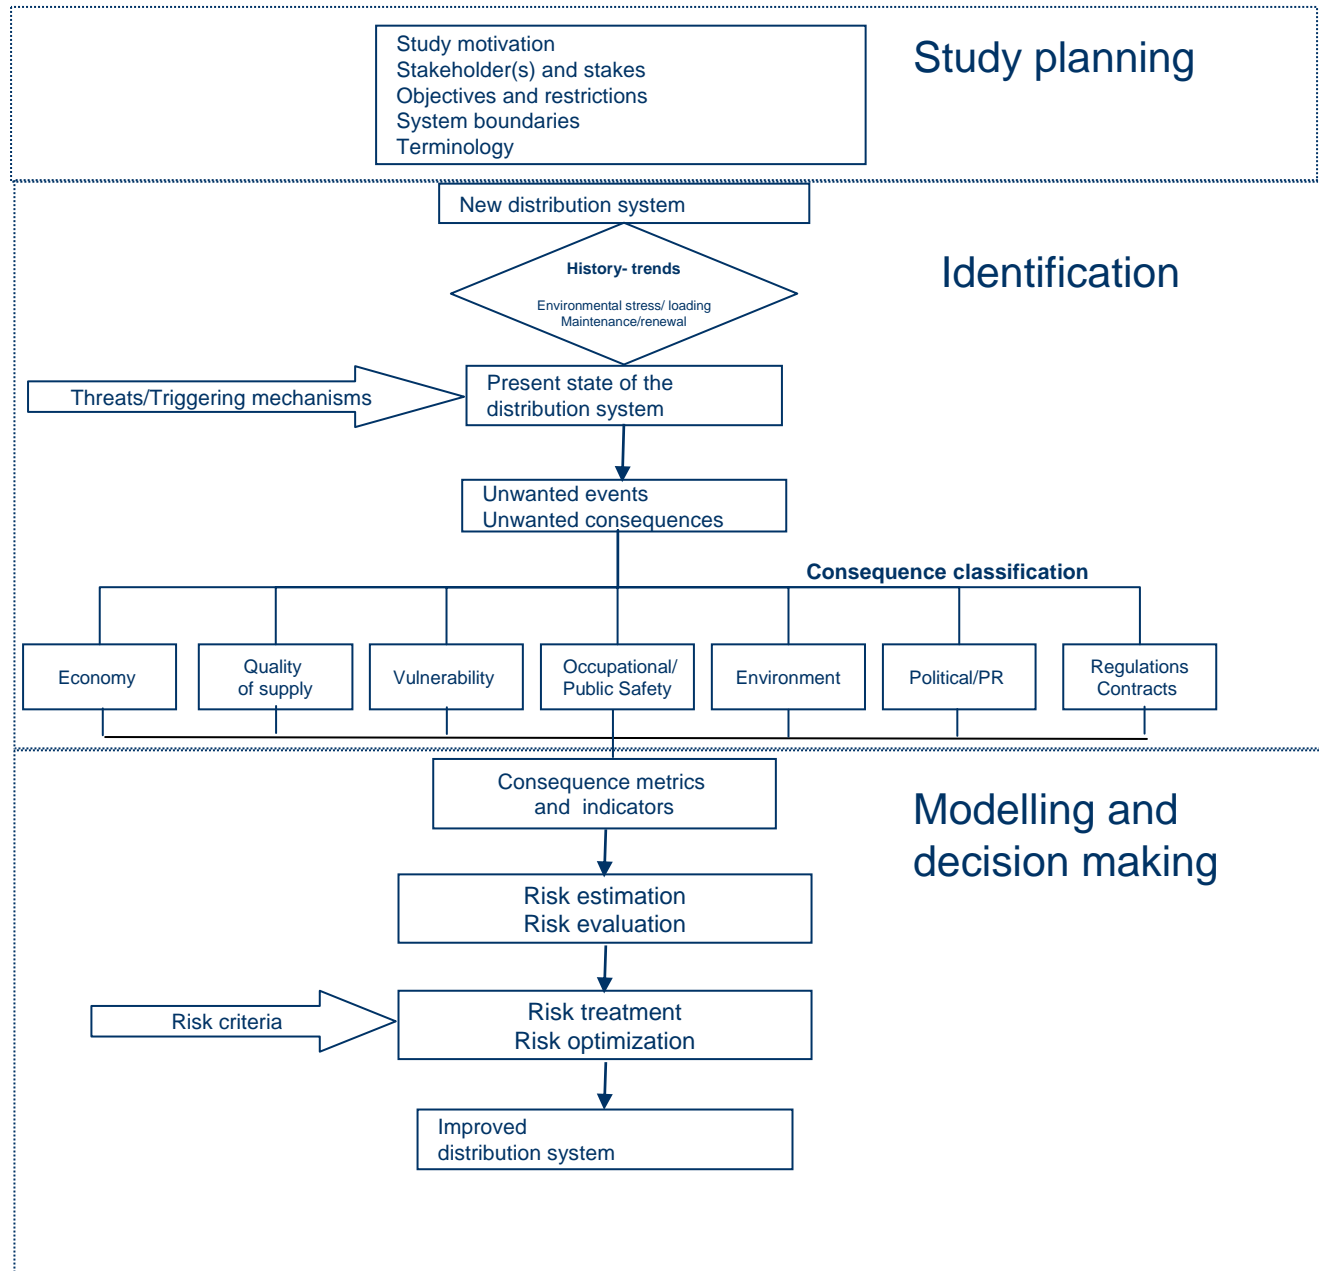 Study planning
Study motivation
Stakeholder(s) and stakes
Objectives and restrictions
System boundaries
Terminology
New distribution system
Identification
History- trends
Environmental stress/ loading
Maintenance/renewal
Threats/Triggering mechanisms
Present state of the
distribution system
Unwanted events
Unwanted consequences
Consequence classification
Economy
Quality
of supply
Vulnerability
Occupational/
Public Safety
Environment
Political/PR
Regulations
Contracts
Consequence metrics
and indicators
Modelling and
decision making
Risk estimation
Risk evaluation
Risk criteria
Risk treatment
Risk optimization
Improved
distribution system